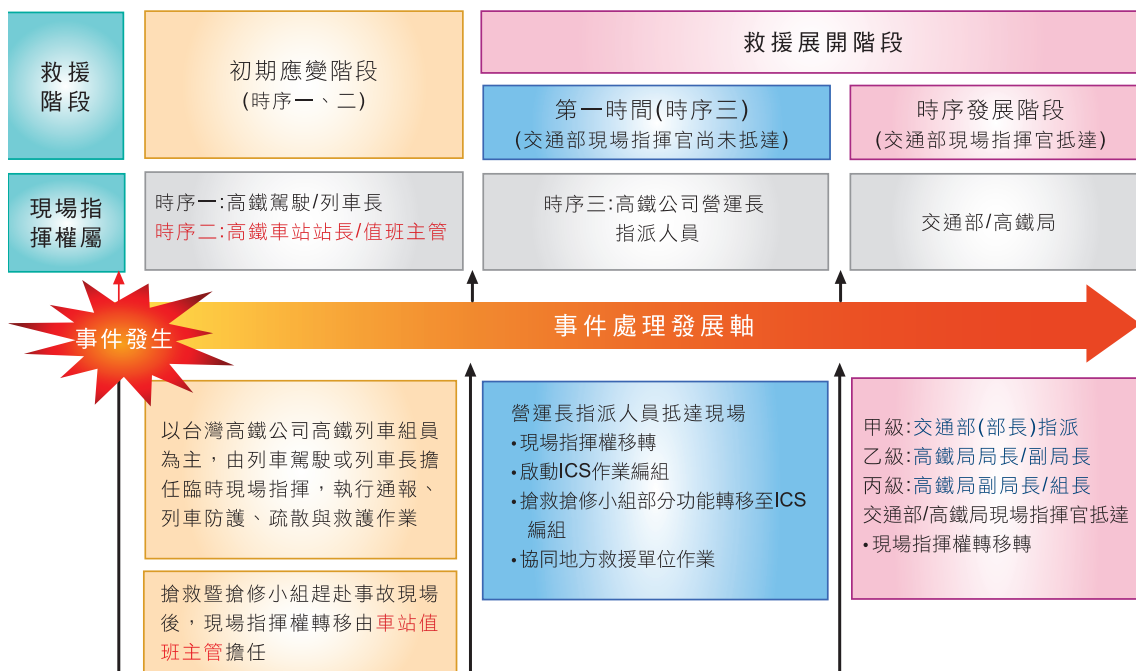 救援
階段
初期應變階段
(時序一、二)
救援展開階段
第一時間(時序三)
(交通部現場指揮官尚未抵達)
時序發展階段
(交通部現場指揮官抵達)
現場指
揮權屬
時序一:高鐵駕駛/列車長
時序二:高鐵車站站長/值班主管
時序三:高鐵公司營運長
指派人員
交通部/高鐵局
事件發生
事件處理發展軸
以台灣高鐵公司高鐵列車組員
為主，由列車駕駛或列車長擔
任臨時現場指揮，執行通報、
列車防護、疏散與救護作業
搶救暨搶修小組趕赴事故現場
後，現場指揮權轉移由車站值
班主管擔任
營運長指派人員抵達現場
•現場指揮權移轉
•啟動ICS作業編組
•搶救搶修小組部分功能轉移至ICS
編組
•協同地方救援單位作業
甲級:交通部(部長)指派
乙級:高鐵局局長/副局長
丙級:高鐵局副局長/組長
交通部/高鐵局現場指揮官抵達
•現場指揮權轉移轉